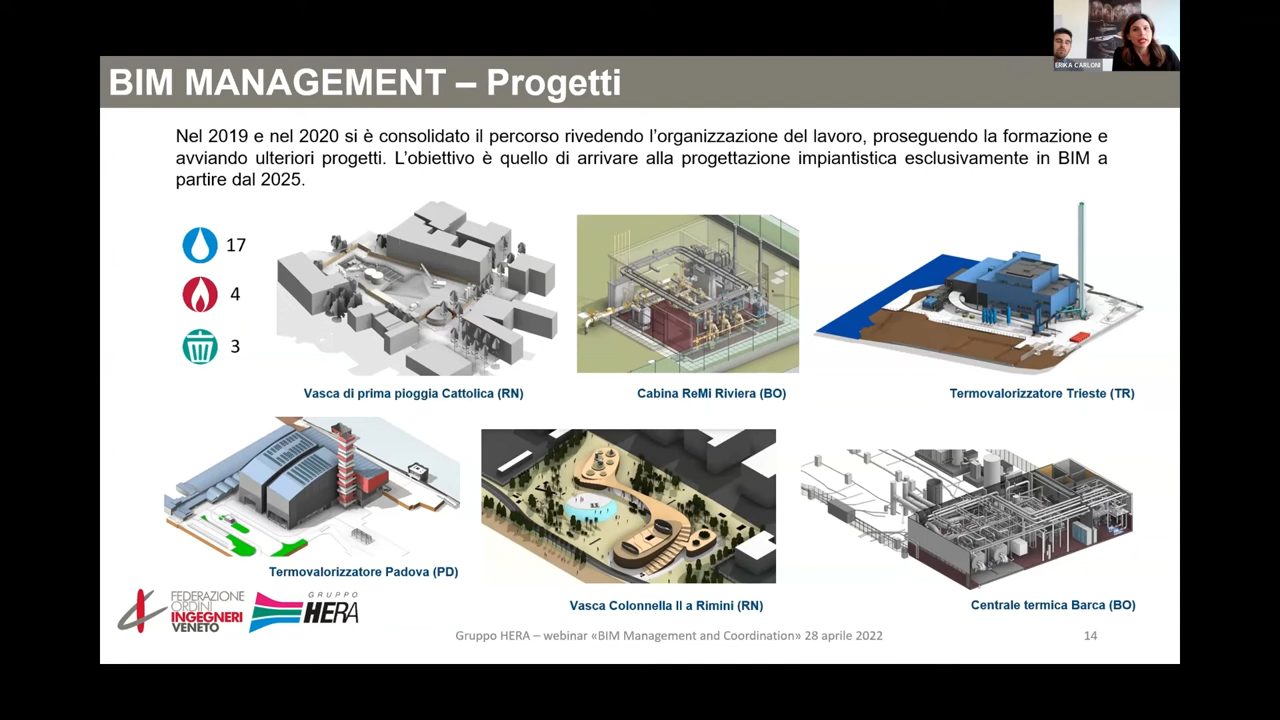 ERIKA CARLONI
BIM MANAGEMENT – Progetti
Nel 2019 e nel 2020 si è consolidato il percorso rivedendo l’organizzazione del lavoro, proseguendo la formazione e
avviando ulteriori progetti. L’obiettivo è quello di arrivare alla progettazione impiantistica esclusivamente in BIM a
partire dal 2025.
17
4
3
Vasca di prima pioggia Cattolica (RN)
Cabina ReMi Riviera (BO)
Termovalorizzatore Trieste (TR)
Termovalorizzatore Padova (PD)
Vasca Colonnella II a Rimini (RN)
Centrale termica Barca (BO)
FEDERAZIONE
ORDINI
INGEGNERI
VENETO
GRUPPO
HERA
Gruppo HERA – webinar «BIM Management and Coordination» 28 aprile 2022
14